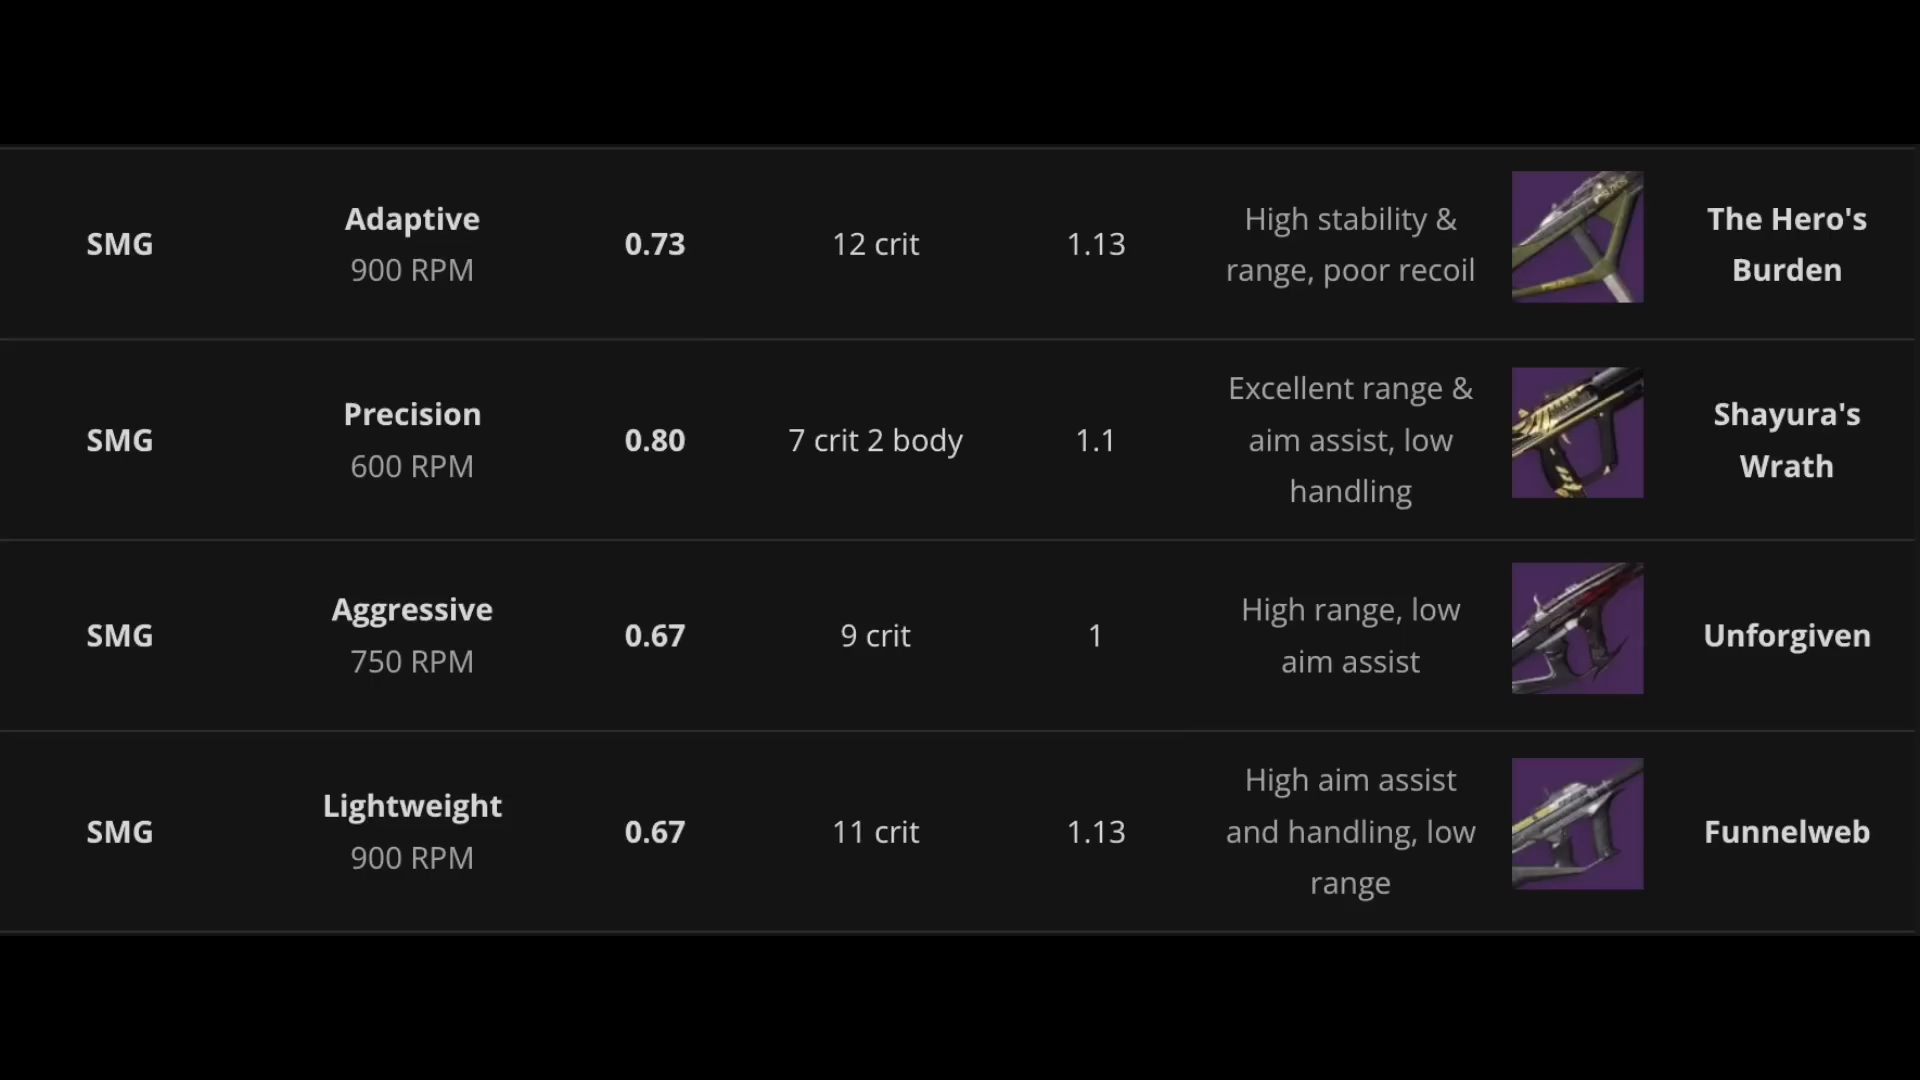 SMG
Adaptive
900 RPM
0.73
12 crit
1.13
High stability &
range, poor recoil
The Hero's
Burden
SMG
Precision
600 RPM
0.80
7 crit 2 body
1.1
Excellent range &
aim assist, low
handling
Shayura's
Wrath
SMG
Aggressive
750 RPM
0.67
9 crit
1
High range, low
aim assist
Unforgiven
SMG
Lightweight
900 RPM
0.67
11 crit
1.13
High aim assist
and handling, low
range
Funnelweb